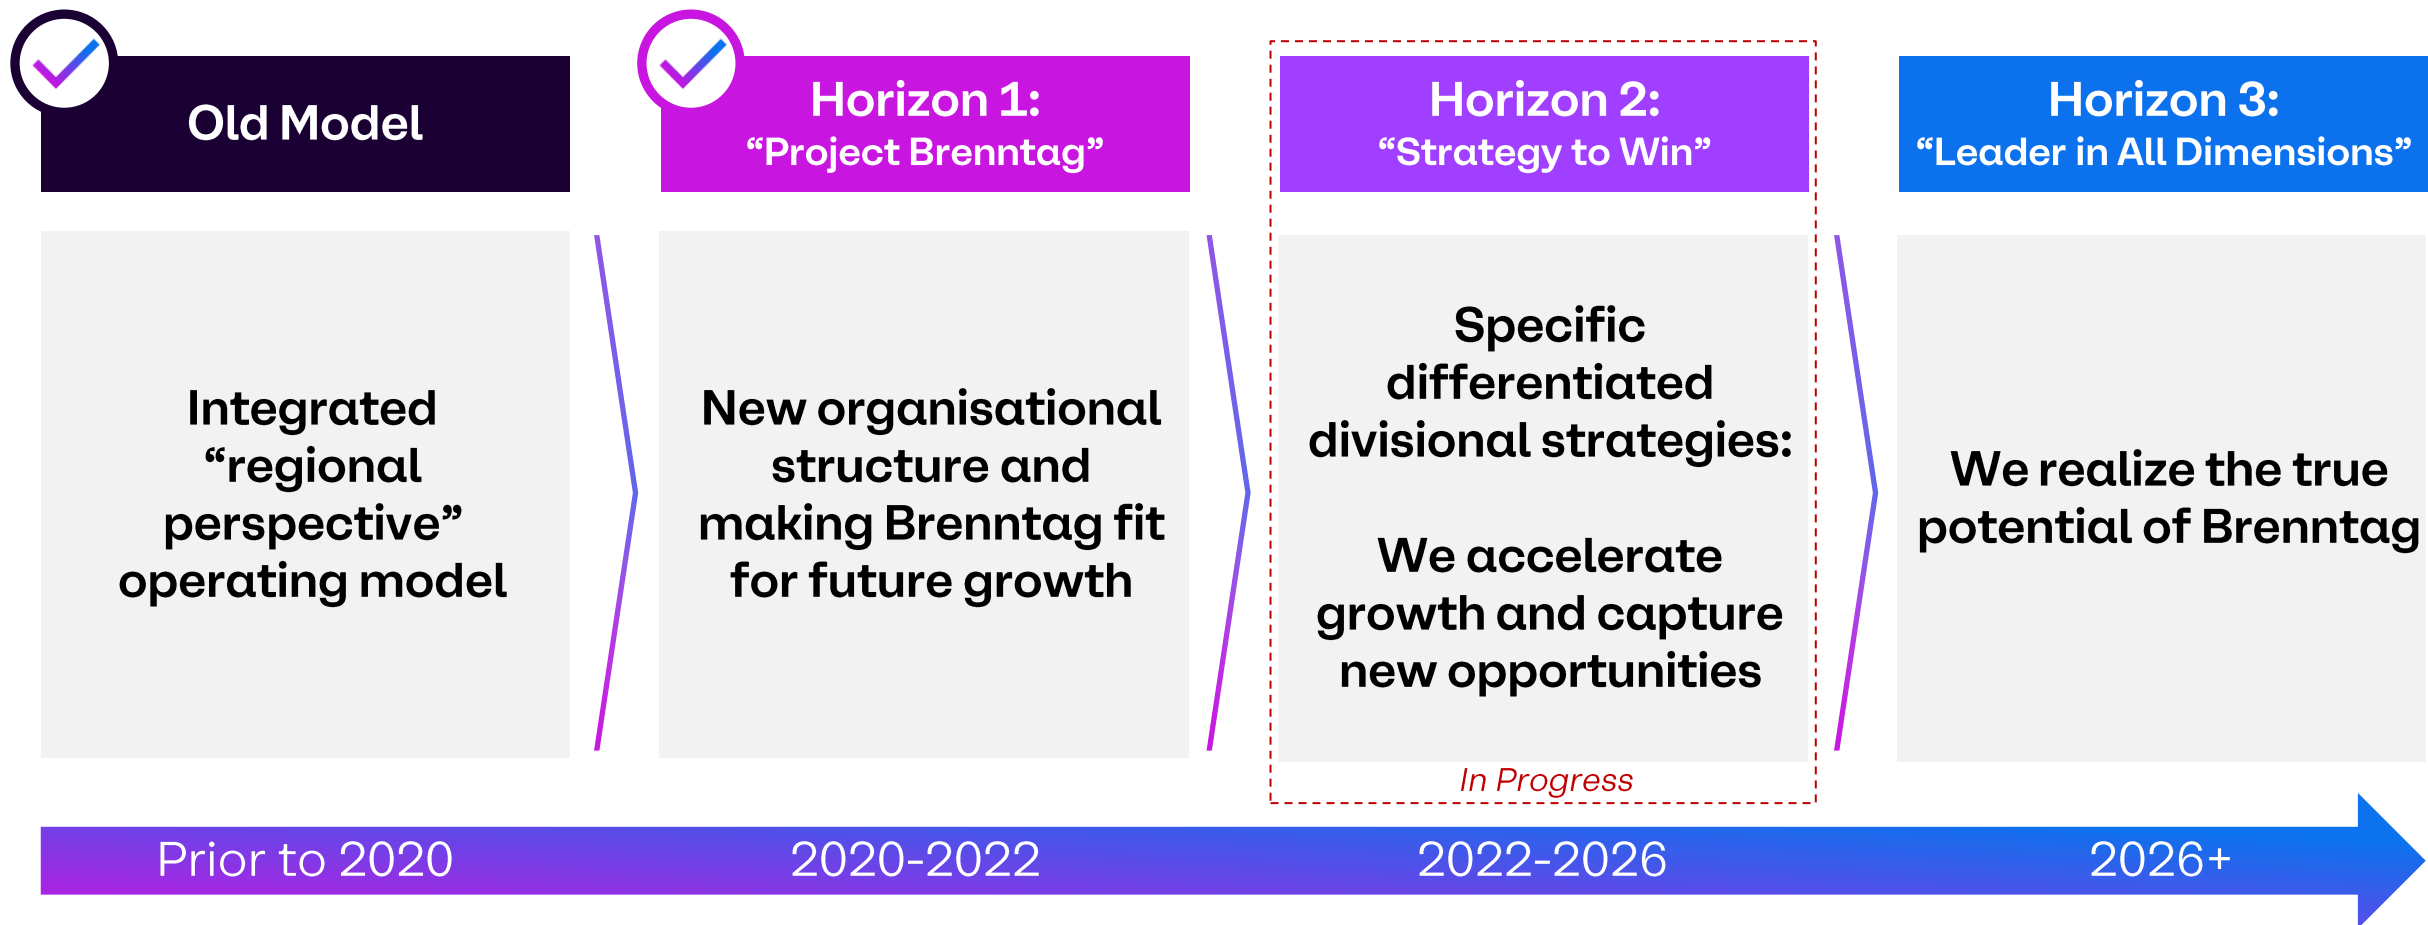 Old Model
Horizon 1:
“Project Brenntag”
Horizon 2:
“Strategy to Win”
Horizon 3:
“Leader in All Dimensions”
Integrated
“regional
perspective”
operating model
New organisational
structure and
making Brenntag fit
for future growth
Specific
differentiated
divisional strategies:
We accelerate
growth and capture
new opportunities
In Progress
We realize the true
potential of Brenntag
Prior to 2020
2020-2022
2022-2026
2026+